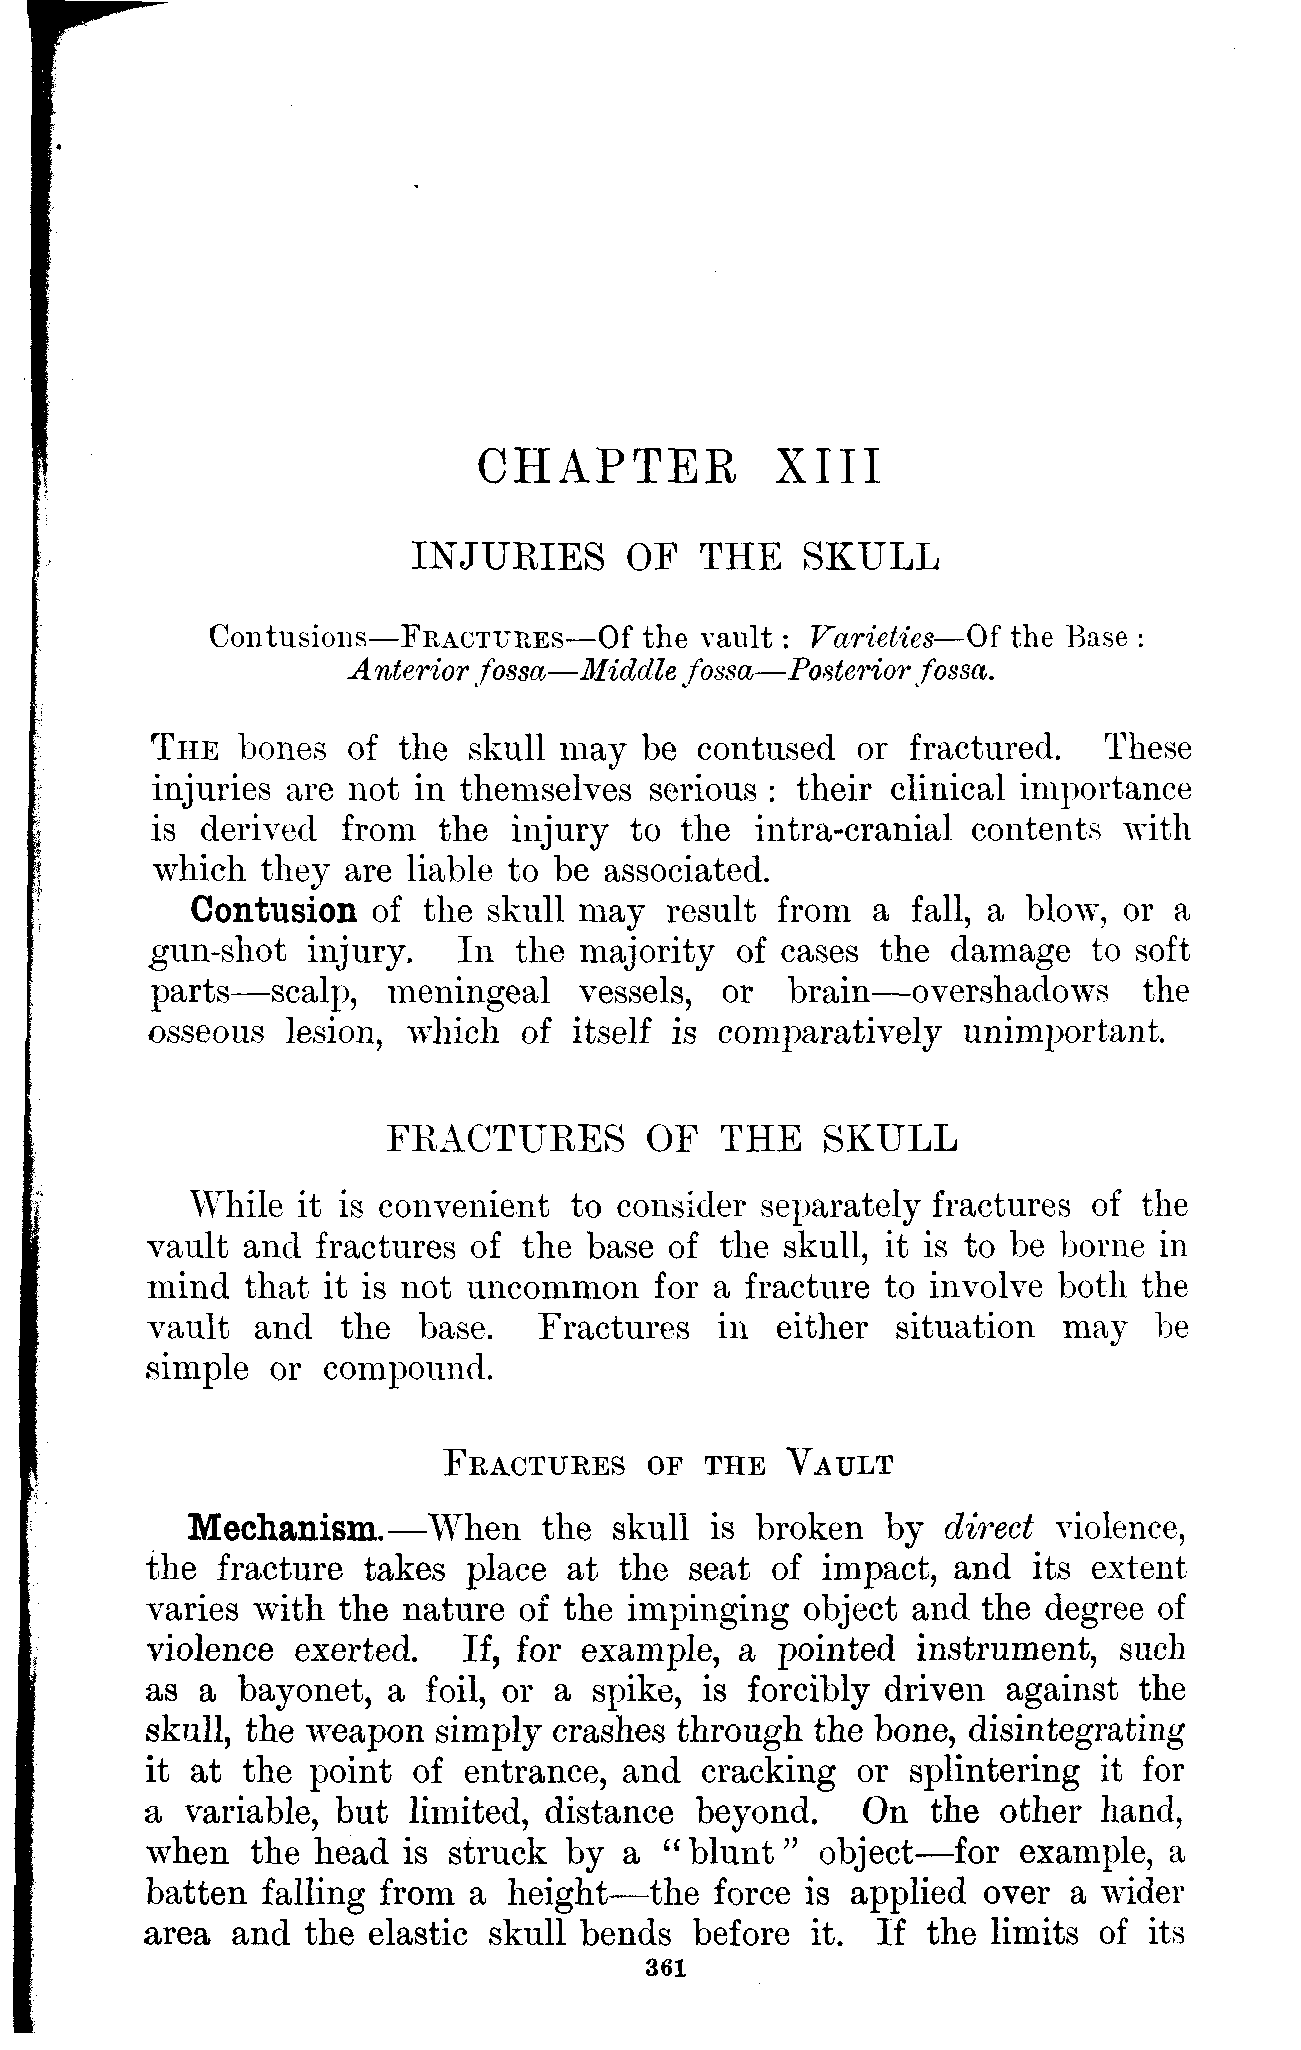 CHAPTER XIII
INJURIES OF THE SKULL
Contusions—FRACTURES—Of the vault: Varieties—Of the Base:
Anterior fossa—Middle fossa—Posterior fossa.
THE bones of the skull may be contused or fractured. These
injuries are not in themselves serious: their clinical importance
is derived from the injury to the intra-cranial contents with
which they are liable to be associated.
Contusion of the skull may result from a fall, a blow, or a
gun-shot injury. In the majority of cases the damage to soft
parts—scalp, meningeal vessels, or brain—overshadows the
osseous lesion, which of itself is comparatively unimportant.
FRACTURES OF THE SKULL
While it is convenient to consider separately fractures of the
vault and fractures of the base of the skull, it is to be borne in
mind that it is not uncommon for a fracture to involve both the
vault and the base. Fractures in either situation may be
simple or compound.
FRACTURES OF THE VAULT
Mechanism.—When the skull is broken by direct violence,
the fracture takes place at the seat of impact, and its extent
varies with the nature of the impinging object and the degree of
violence exerted. If, for example, a pointed instrument, such
as a bayonet, a foil, or a spike, is forcibly driven against the
skull, the weapon simply crashes through the bone, disintegrating
it at the point of entrance, and cracking or splintering it for
a variable, but limited, distance beyond. On the other hand,
when the head is struck by a "blunt" object—for example, a
batten falling from a height—the force is applied over a wider
area and the elastic skull bends before it. If the limits of its
361